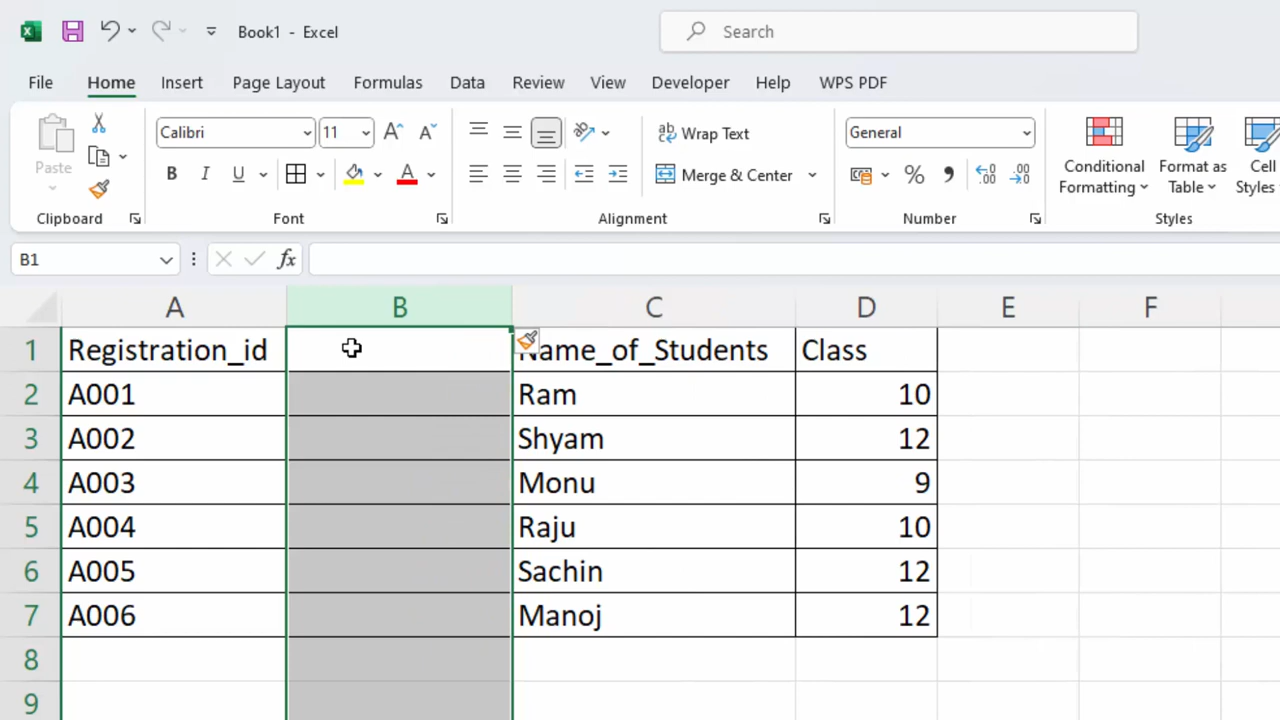 Book1 - Excel
Search
File Home Insert Page Layout Formulas Data Review View Developer Help WPS PDF
Paste
Calibri 11 A A
B I U A
ab Wrap Text
Merge & Center
General
% .00 .00
Conditional Formatting
Format as Table
Cell Styles
Clipboard Font Alignment Number Styles
B1 fx
A B C D E F
1 Registration_id Name_of_Students Class
2 A001 Ram 10
3 A002 Shyam 12
4 A003 Monu 9
5 A004 Raju 10
6 A005 Sachin 12
7 A006 Manoj 12
8
9